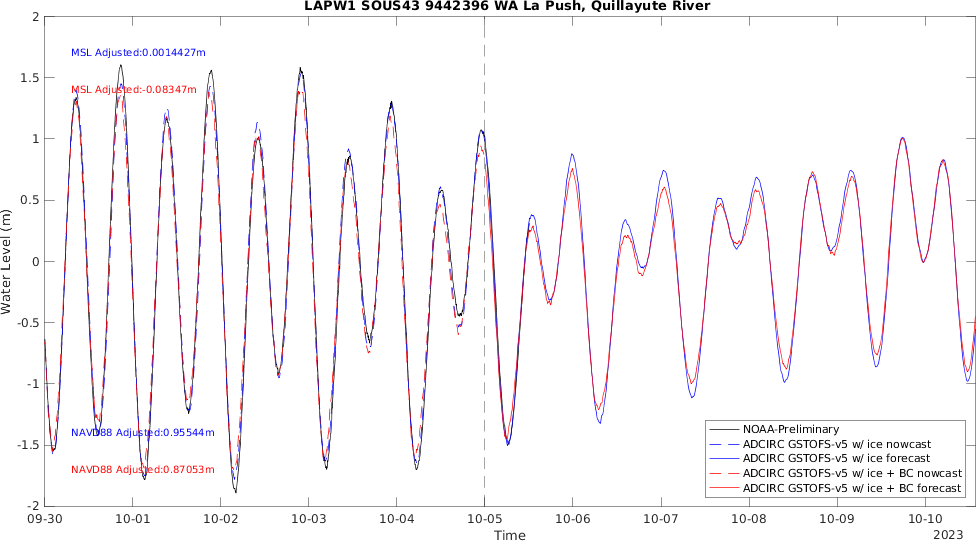 LAPW1 SOUS43 9442396 WA La Push, Quillayute River
2
1.5
1
0.5
0
-0.5
-1
-1.5
-2
Water Level (m)
MSL Adjusted:0.0014427m
MSL Adjusted:-0.08347m
NAVD88 Adjusted:0.95544m
NAVD88 Adjusted:0.87053m
NOAA-Preliminary
ADCIRC GSTOFS-v5 w/ ice nowcast
ADCIRC GSTOFS-v5 w/ ice forecast
ADCIRC GSTOFS-v5 w/ ice + BC nowcast
ADCIRC GSTOFS-v5 w/ ice + BC forecast
09-30 10-01 10-02 10-03 10-04 10-05 10-06 10-07 10-08 10-09 10-10
Time
2023